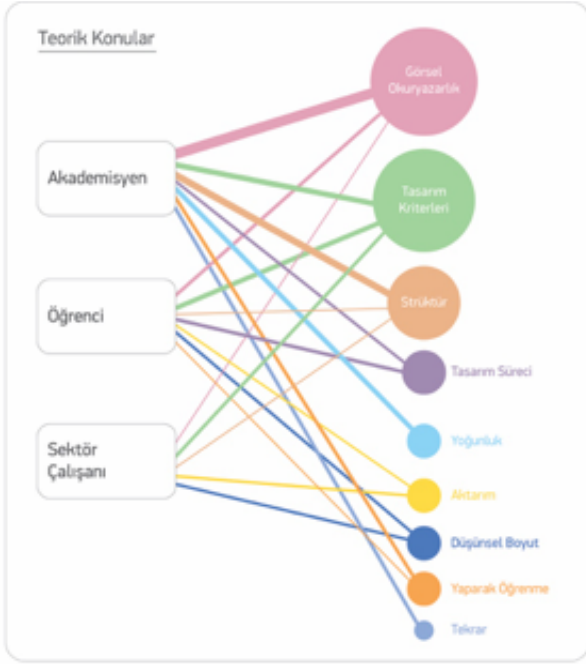 Teorik Konular
Görsel
Okuryazarlık
Akademisyen
Tasarım
Kriterleri
Öğrenci
Strüktür
Tasarım Süreci
Yoğunluk
Sektör
Çalışanı
Aktarım
Düşünsel Boyut
Yaparak Öğrenme
Tekrar